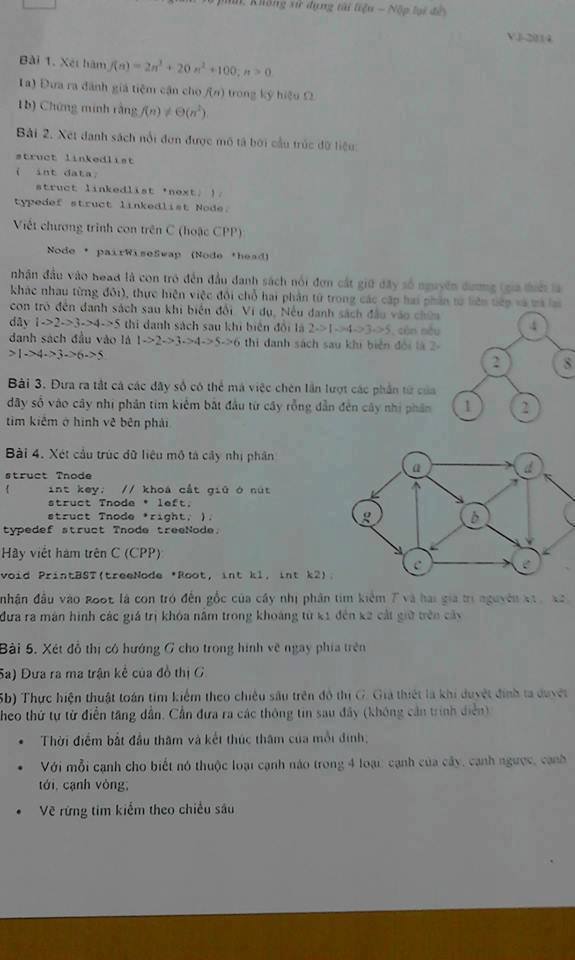 Không sử dụng tài liệu - Nộp lại đề)
V3-2014
Bài 1. Xét hàm f(n) = 2n³ + 20 n² +100; n > 0.
1a) Đưa ra đánh giá tiệm cận cho f(n) trong ký hiệu Ω.
1b) Chứng minh rằng f(n) ≠ Θ(n²).
Bài 2. Xét danh sách nối đơn được mô tả bởi cấu trúc dữ liệu:
struct linkedlist
{ int data;
struct linkedlist *next; };
typedef struct linkedlist Node;
Viết chương trình con trên C (hoặc CPP)
Node * pairWiseSwap (Node *head)
nhận đầu vào head là con trỏ đến đầu danh sách nối đơn cất giữ dãy số nguyên dương (giả thiết là
khác nhau từng đôi), thực hiện việc đổi chỗ hai phần tử trong các cặp hai phần tử liên tiếp và trả lại
con trỏ đến danh sách sau khi biến đổi. Ví dụ, Nếu danh sách đầu vào chứa
dãy 1->2->3->4->5 thì danh sách sau khi biến đổi là 2->1->4->3->5, còn nếu
danh sách đầu vào là 1->2->3->4->5->6 thì danh sách sau khi biến đổi là 2-
>1->4->3->6->5.
4
2
8
1
2
Bài 3. Đưa ra tất cả các dãy số có thể mà việc chèn lần lượt các phần tử của
dãy số vào cây nhị phân tìm kiếm bắt đầu từ cây rỗng dẫn đến cây nhị phân
tìm kiếm ở hình vẽ bên phải.
Bài 4. Xét cấu trúc dữ liệu mô tả cây nhị phân
struct Tnode
{ int key; // khoá cất giữ ở nút
struct Tnode * left;
struct Tnode *right; };
typedef struct Tnode treeNode;
a
d
g
b
c
e
Hãy viết hàm trên C (CPP):
void PrintBST(treeNode *Root, int k1, int k2);
nhận đầu vào Root là con trỏ đến gốc của cây nhị phân tìm kiếm T và hai giá trị nguyên k1, k2,
đưa ra màn hình các giá trị khóa nằm trong khoảng từ k1 đến k2 cất giữ trên cây.
Bài 5. Xét đồ thị có hướng G cho trong hình vẽ ngay phía trên
5a) Đưa ra ma trận kề của đồ thị G.
5b) Thực hiện thuật toán tìm kiếm theo chiều sâu trên đồ thị G. Giả thiết là khi duyệt đỉnh ta duyệt
theo thứ tự từ điển tăng dần. Cần đưa ra các thông tin sau đây (không cần trình diễn):
• Thời điểm bắt đầu thăm và kết thúc thăm của mỗi đỉnh;
• Với mỗi cạnh cho biết nó thuộc loại cạnh nào trong 4 loại: cạnh của cây, cạnh ngược, cạnh
tới, cạnh vòng;
• Vẽ rừng tìm kiếm theo chiều sâu.